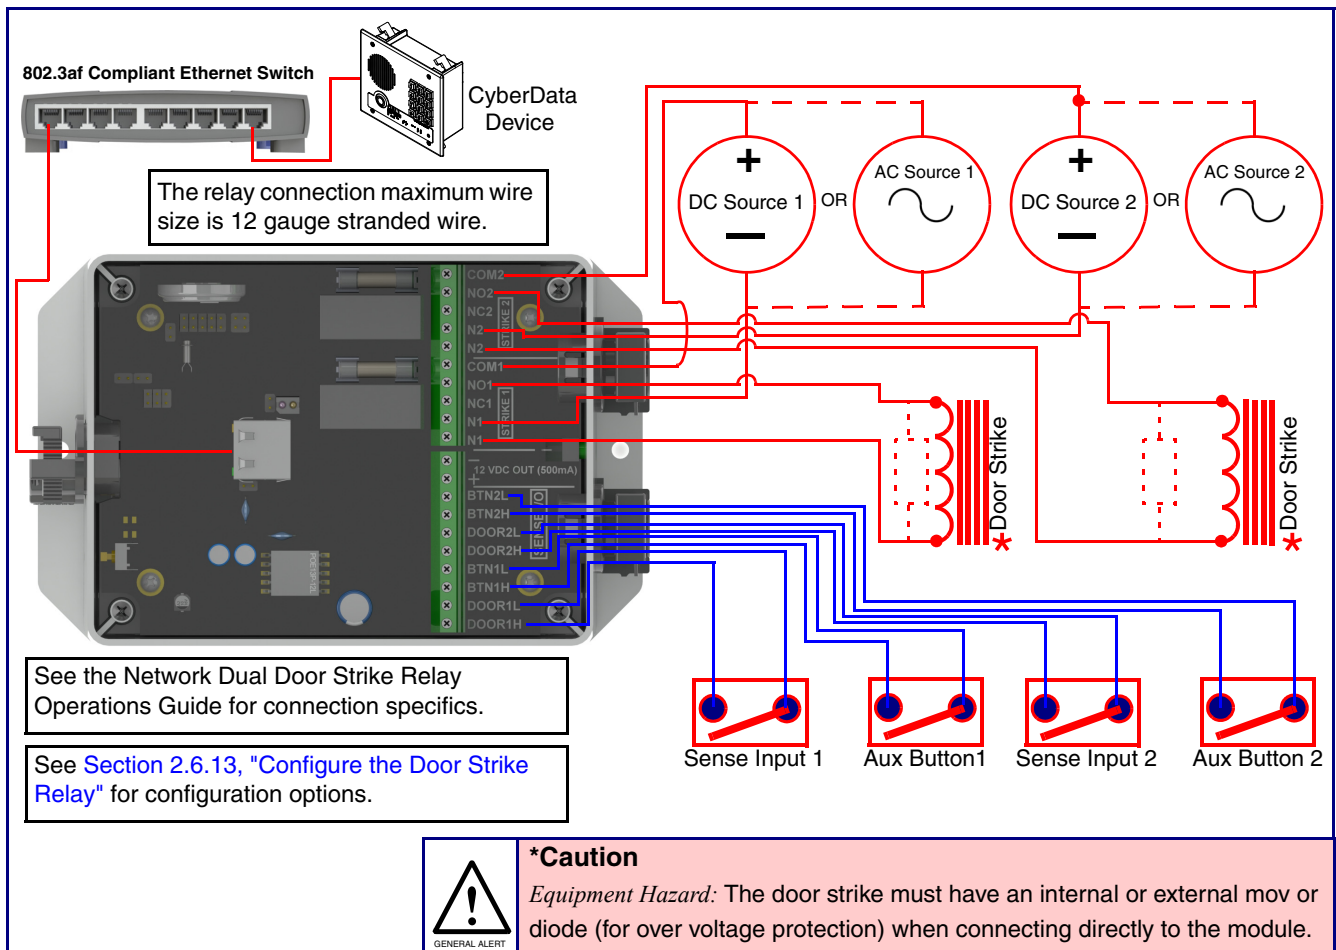 802.3af Compliant Ethernet Switch
CyberData
Device
The relay connection maximum wire
size is 12 gauge stranded wire.
+
DC Source 1
OR
AC Source 1
+
DC Source 2
OR
AC Source 2
COM2
NO2
NC2
N2
N2
STRIKE 2
COM1
NO1
NC1
N1
N1
STRIKE 1
−
+
12 VDC OUT (500mA)
BTN2L
BTN2H
DOOR2L
DOOR2H
BTN1L
BTN1H
DOOR1L
DOOR1H
*Door Strike
*Door Strike
Sense Input 1
Aux Button1
Sense Input 2
Aux Button 2
See the Network Dual Door Strike Relay
Operations Guide for connection specifics.
See Section 2.6.13, "Configure the Door Strike
Relay" for configuration options.
GENERAL ALERT
*Caution
Equipment Hazard: The door strike must have an internal or external mov or
diode (for over voltage protection) when connecting directly to the module.